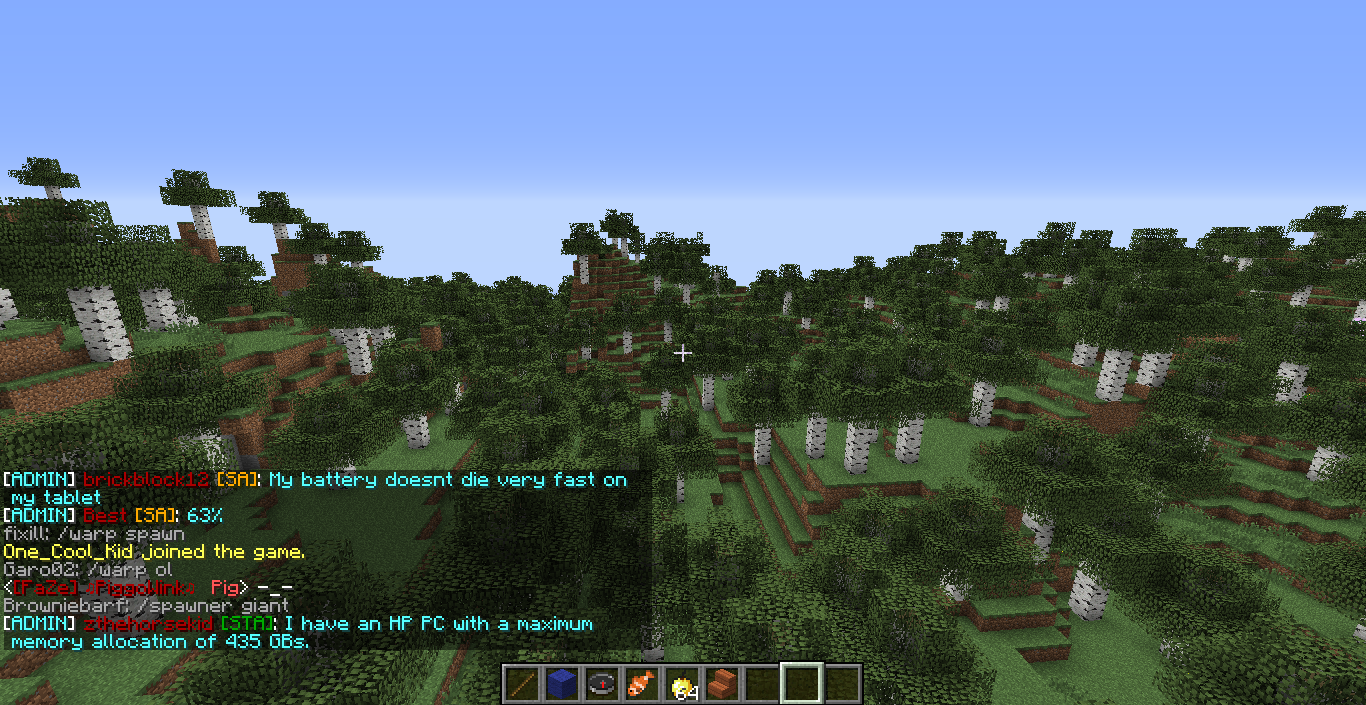 [ADMIN] brickblock12 [SA]: My battery doesnt die very fast on
my tablet
[ADMIN] Best [SA]: 63%
fixill: /warp spawn
One_Cool_Kid joined the game.
Garo02: /warp ol
<[FaZe] Pig> -_-
Browniebarf: /spawner giant
[ADMIN] zthehorsekid [STA]: I have an HP PC with a maximum
memory allocation of 435 GBs.
64